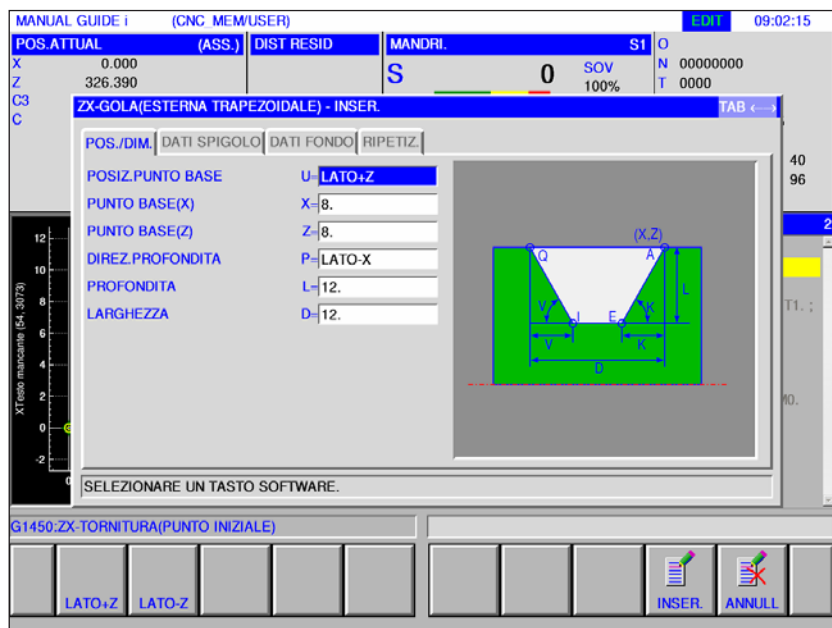 MANUAL GUIDE i (CNC_MEM/USER) EDIT 09:02:15
POS.ATTUAL (ASS.) DIST RESID MANDRI. S1 O
X 0.000
Z 326.390
C3
C
S 0 SOV 100%
N 00000000
T 0000
ZX-GOLA(ESTERNA TRAPEZOIDALE) - INSER. TAB ←→
POS./DIM. DATI SPIGOLO DATI FONDO RIPETIZ.
POSIZ.PUNTO BASE U= LATO+Z
PUNTO BASE(X) X= 8.
PUNTO BASE(Z) Z= 8.
DIREZ.PROFONDITA P= LATO-X
PROFONDITA L= 12.
LARGHEZZA D= 12.
(X,Z)
Q A
L
V I E K
V K
D
40
96
2
T1. ;
M0.
XTesto mancante (54, 3073)
12
10
8
6
4
2
0
-2
0
SELEZIONARE UN TASTO SOFTWARE.
G1450:ZX-TORNITURA(PUNTO INIZIALE)
LATO+Z LATO-Z INSER. ANNULL